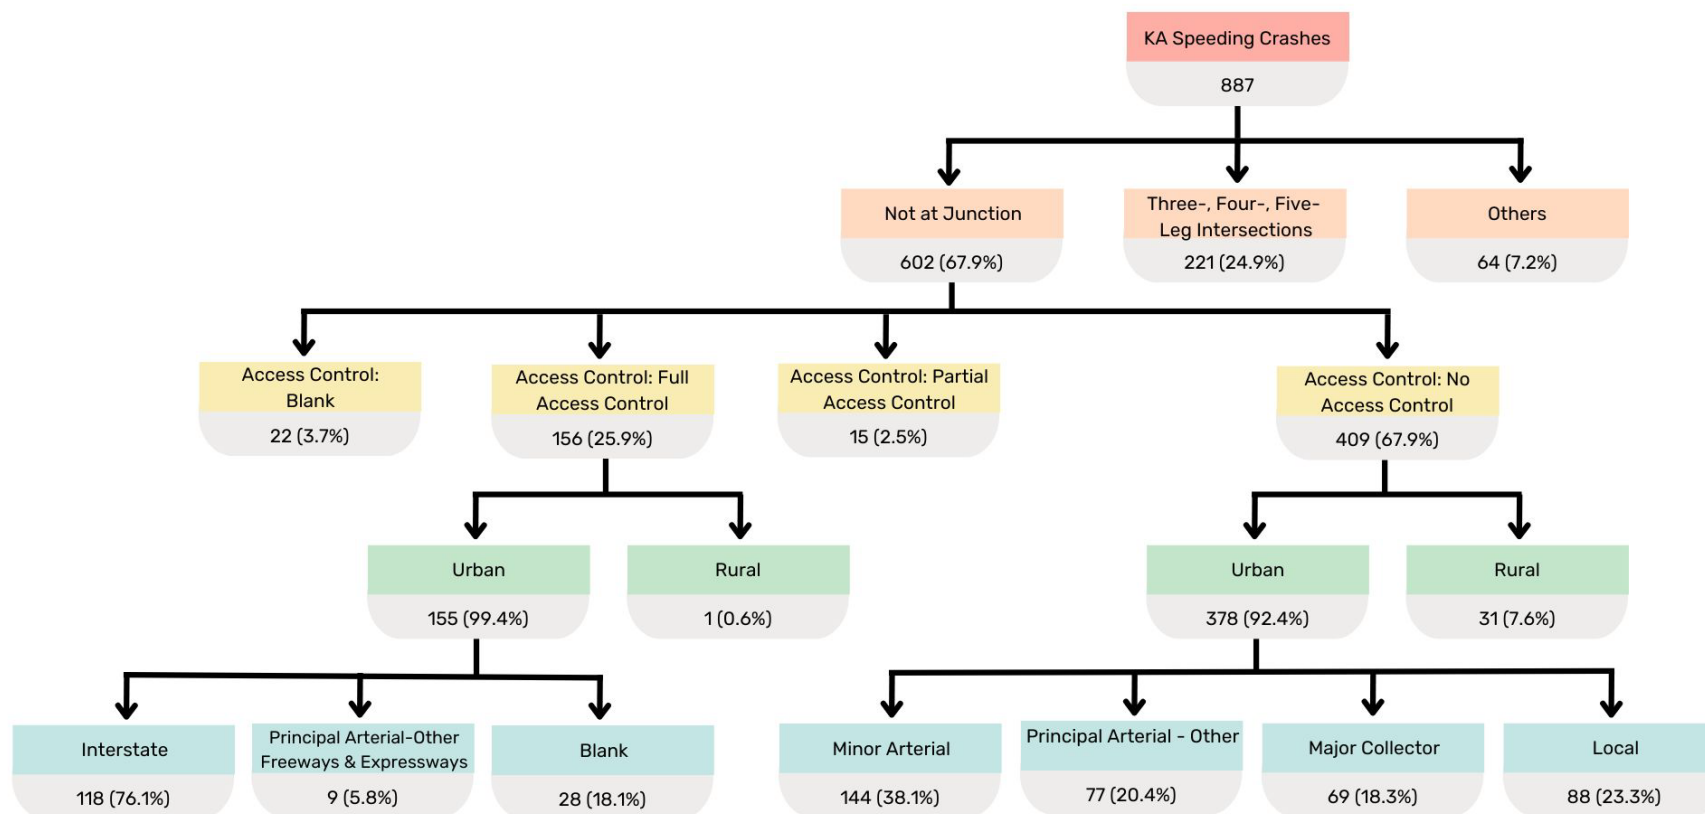 KA Speeding Crashes
887
Not at Junction
602 (67.9%)
Three-, Four-, Five-
Leg Intersections
221 (24.9%)
Others
64 (7.2%)
Access Control:
Blank
22 (3.7%)
Access Control: Full
Access Control
156 (25.9%)
Access Control: Partial
Access Control
15 (2.5%)
Access Control: No
Access Control
409 (67.9%)
Urban
155 (99.4%)
Rural
1 (0.6%)
Urban
378 (92.4%)
Rural
31 (7.6%)
Interstate
118 (76.1%)
Principal Arterial-Other
Freeways & Expressways
9 (5.8%)
Blank
28 (18.1%)
Minor Arterial
144 (38.1%)
Principal Arterial - Other
77 (20.4%)
Major Collector
69 (18.3%)
Local
88 (23.3%)